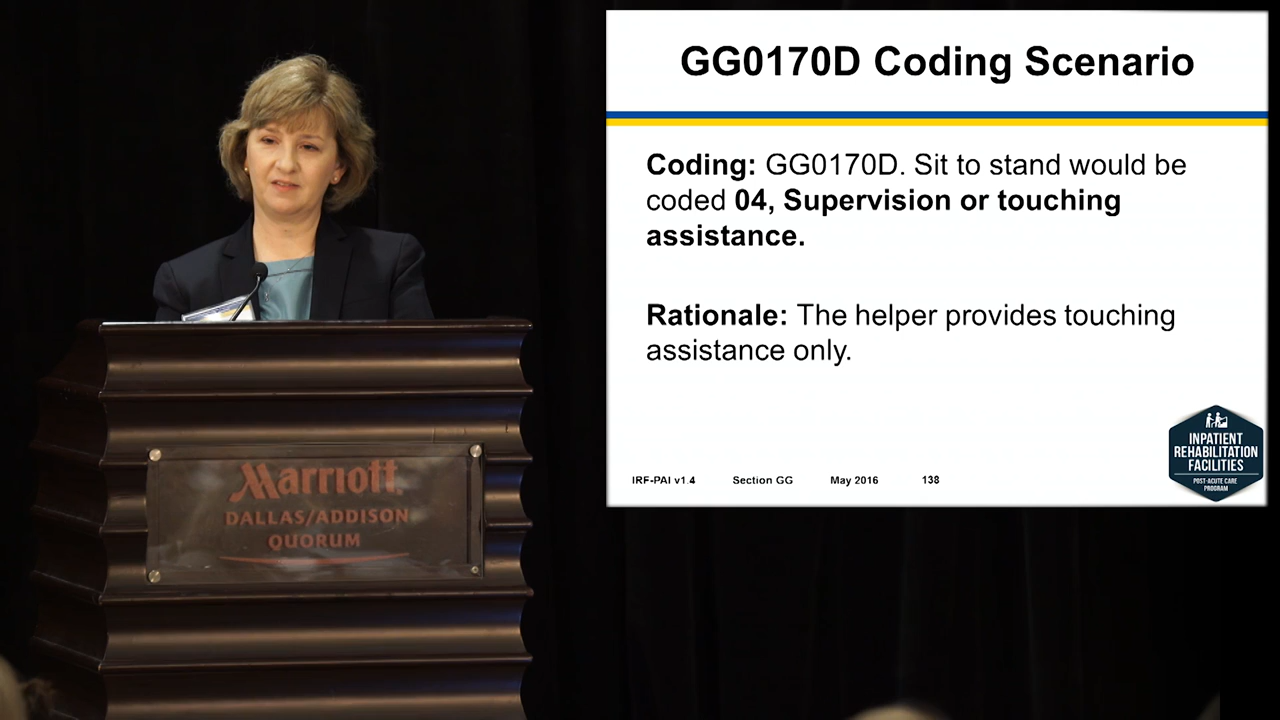 GG0170D Coding Scenario
Coding: GG0170D. Sit to stand would be
coded 04, Supervision or touching
assistance.
Rationale: The helper provides touching
assistance only.
IRF-PAI v1.4 Section GG May 2016 138
INPATIENT
REHABILITATION
FACILITIES
POST-ACUTE CARE
PROGRAM
Marriott
DALLAS/ADDISON
QUORUM